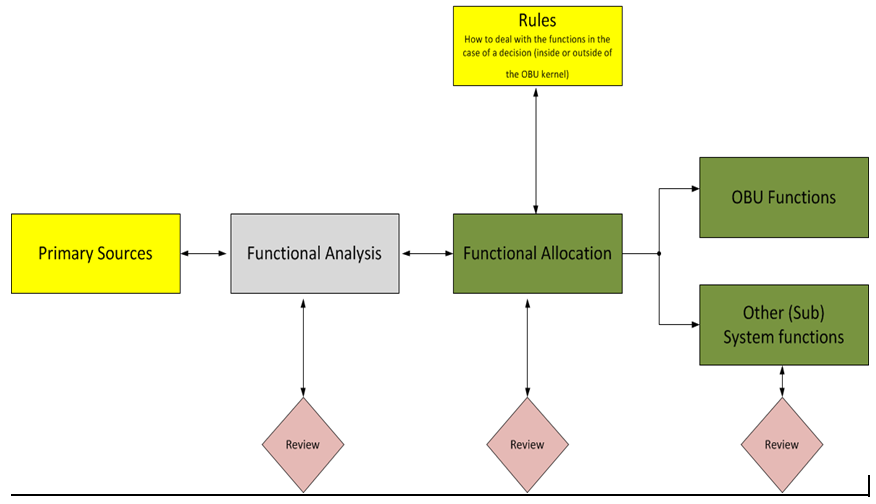 Rules
How to deal with the functions in the
case of a decision (inside or outside of
the OBU kernel)
OBU Functions
Primary Sources
Functional Analysis
Functional Allocation
Other (Sub)
System functions
Review
Review
Review